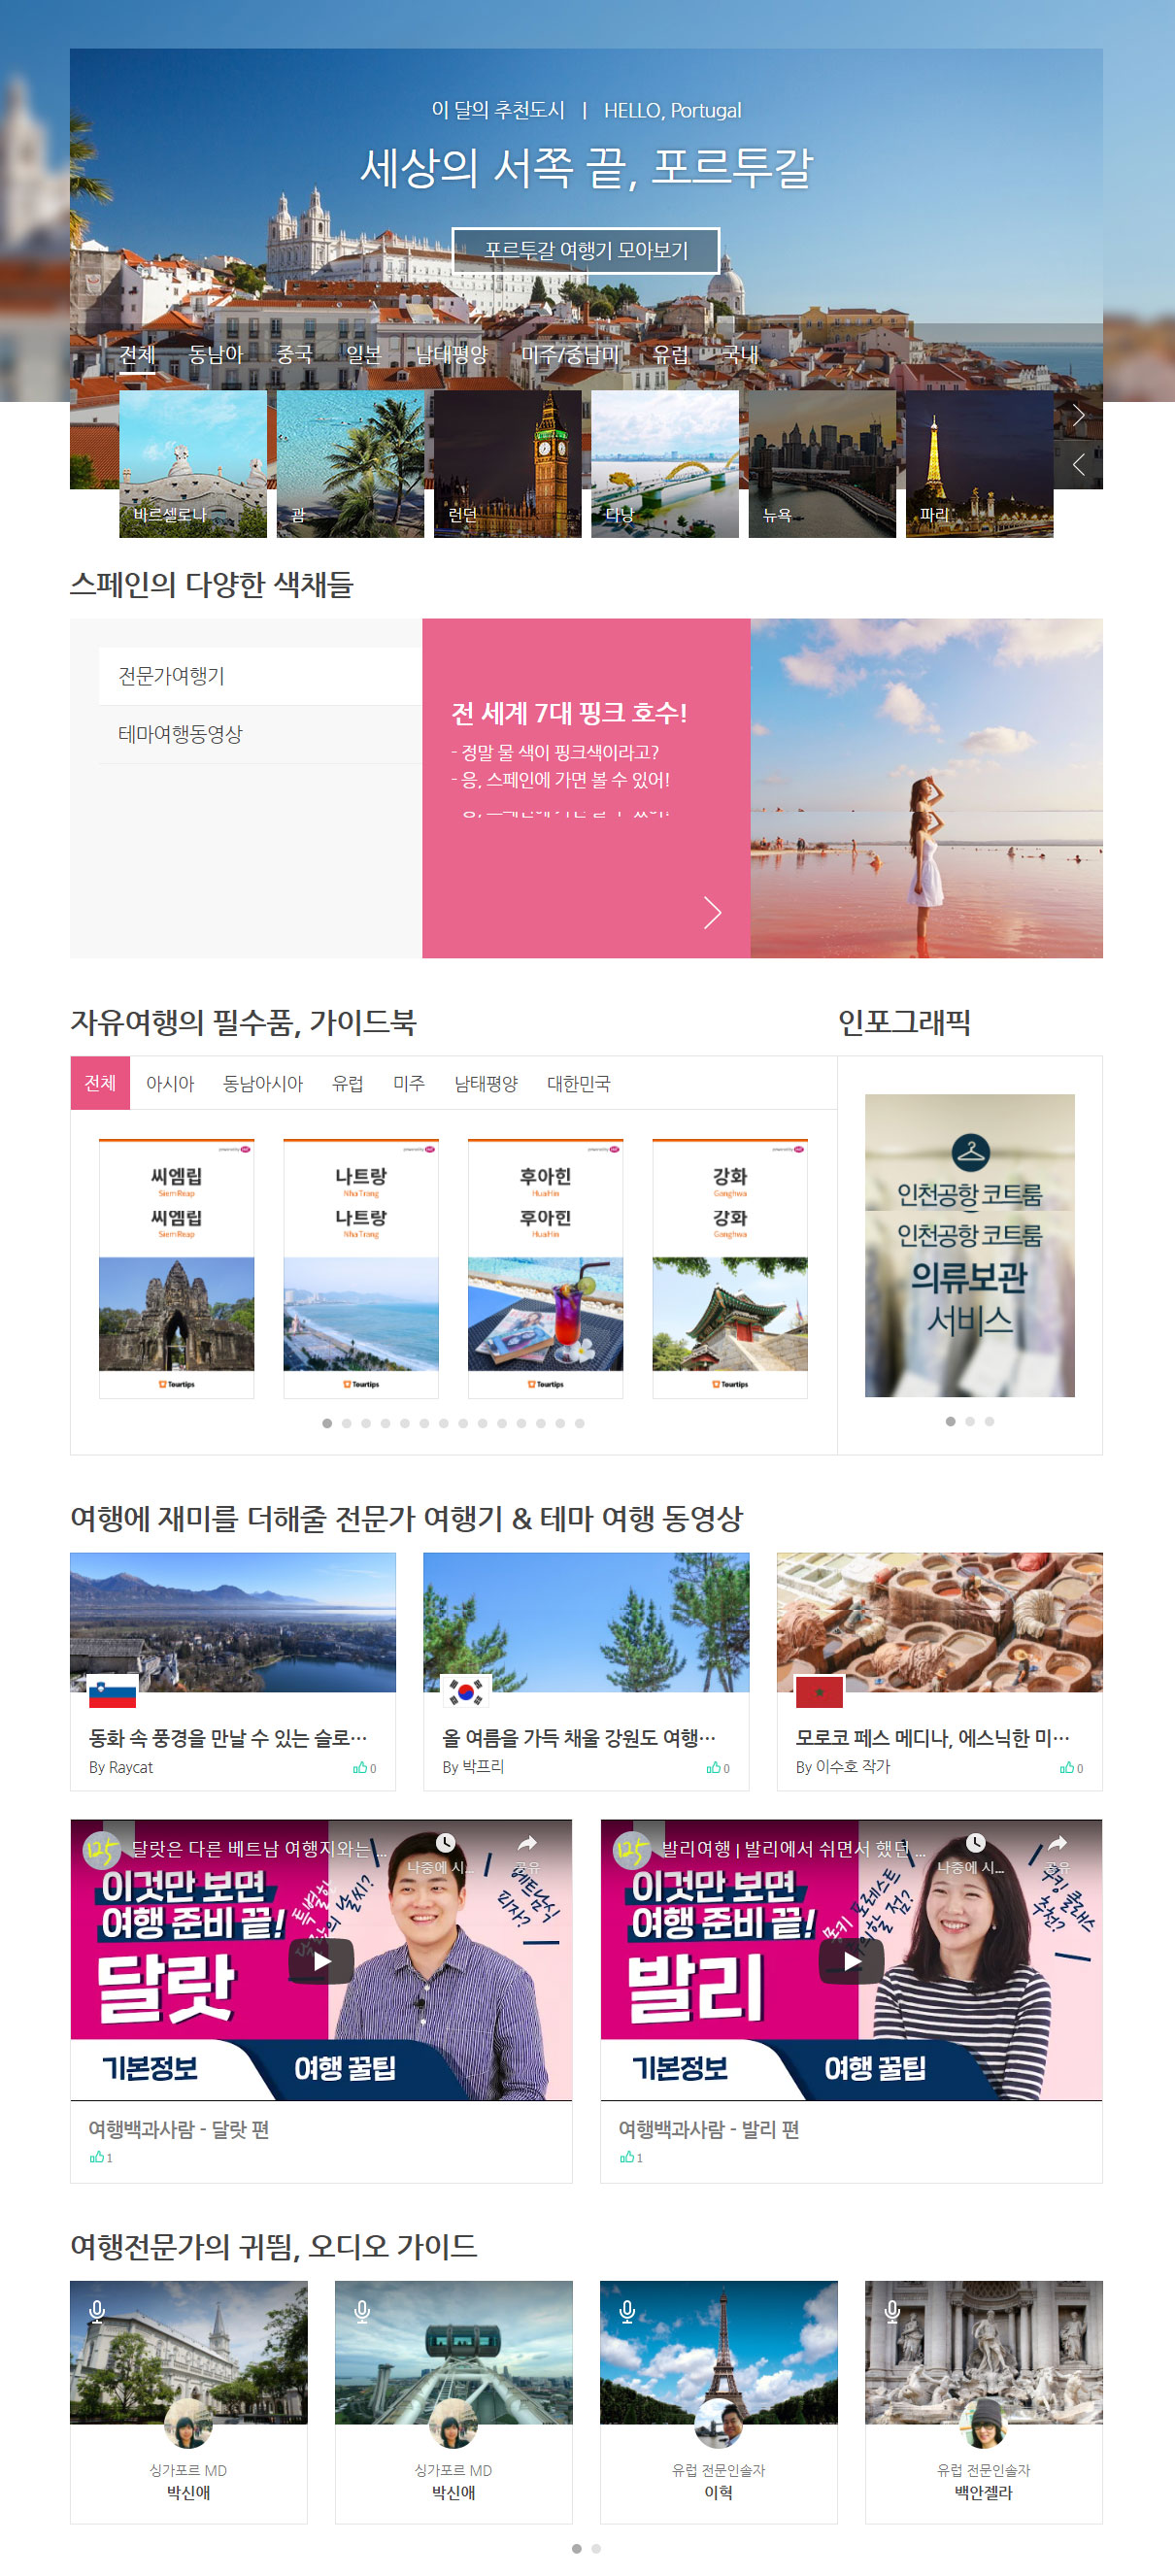 이 달의 추천도시 | HELLO, Portugal
세상의 서쪽 끝, 포르투갈
포르투갈 여행기 모아보기
전체 동남아 중국 일본 남태평양 미주/중남미 유럽 국내
바르셀로나 괌 런던 다낭 뉴욕 파리
스페인의 다양한 색채들
전문가여행기
테마여행동영상
전 세계 7대 핑크 호수!
- 정말 물 색이 핑크색이라고?
- 응, 스페인에 가면 볼 수 있어!
자유여행의 필수품, 가이드북
전체 아시아 동남아시아 유럽 미주 남태평양 대한민국
씨엠립 나트랑 후아힌 강화
SiemReap NhaTrang HuaHin Ganghwa
씨엠립 나트랑 후아힌 강화
SiemReap NhaTrang HuaHin Ganghwa
Tourtips Tourtips Tourtips Tourtips
인포그래픽
인천공항 코트룸
인천공항 코트룸
의류보관
서비스
여행에 재미를 더해줄 전문가 여행기 & 테마 여행 동영상
동화 속 풍경을 만날 수 있는 슬로…
By Raycat 0
올 여름을 가득 채울 강원도 여행…
By 박프리 0
모로코 페스 메디나, 에스닉한 미…
By 이수호 작가 0
125 달랏은 다른 베트남 여행지와는 ... 나중에 시... 공유
이것만 보면
여행 준비 끝!
달랏
기본정보 여행 꿀팁
여행백과사람 - 달랏 편
1
125 발리여행 | 발리에서 쉬면서 했던 ... 나중에 시... 공유
이것만 보면
여행 준비 끝!
쿠킹 클래스
추천?
발리
기본정보 여행 꿀팁
여행백과사람 - 발리 편
1
여행전문가의 귀띔, 오디오 가이드
싱가포르 MD
박신애
싱가포르 MD
박신애
유럽 전문인솔자
이혁
유럽 전문인솔자
백안젤라